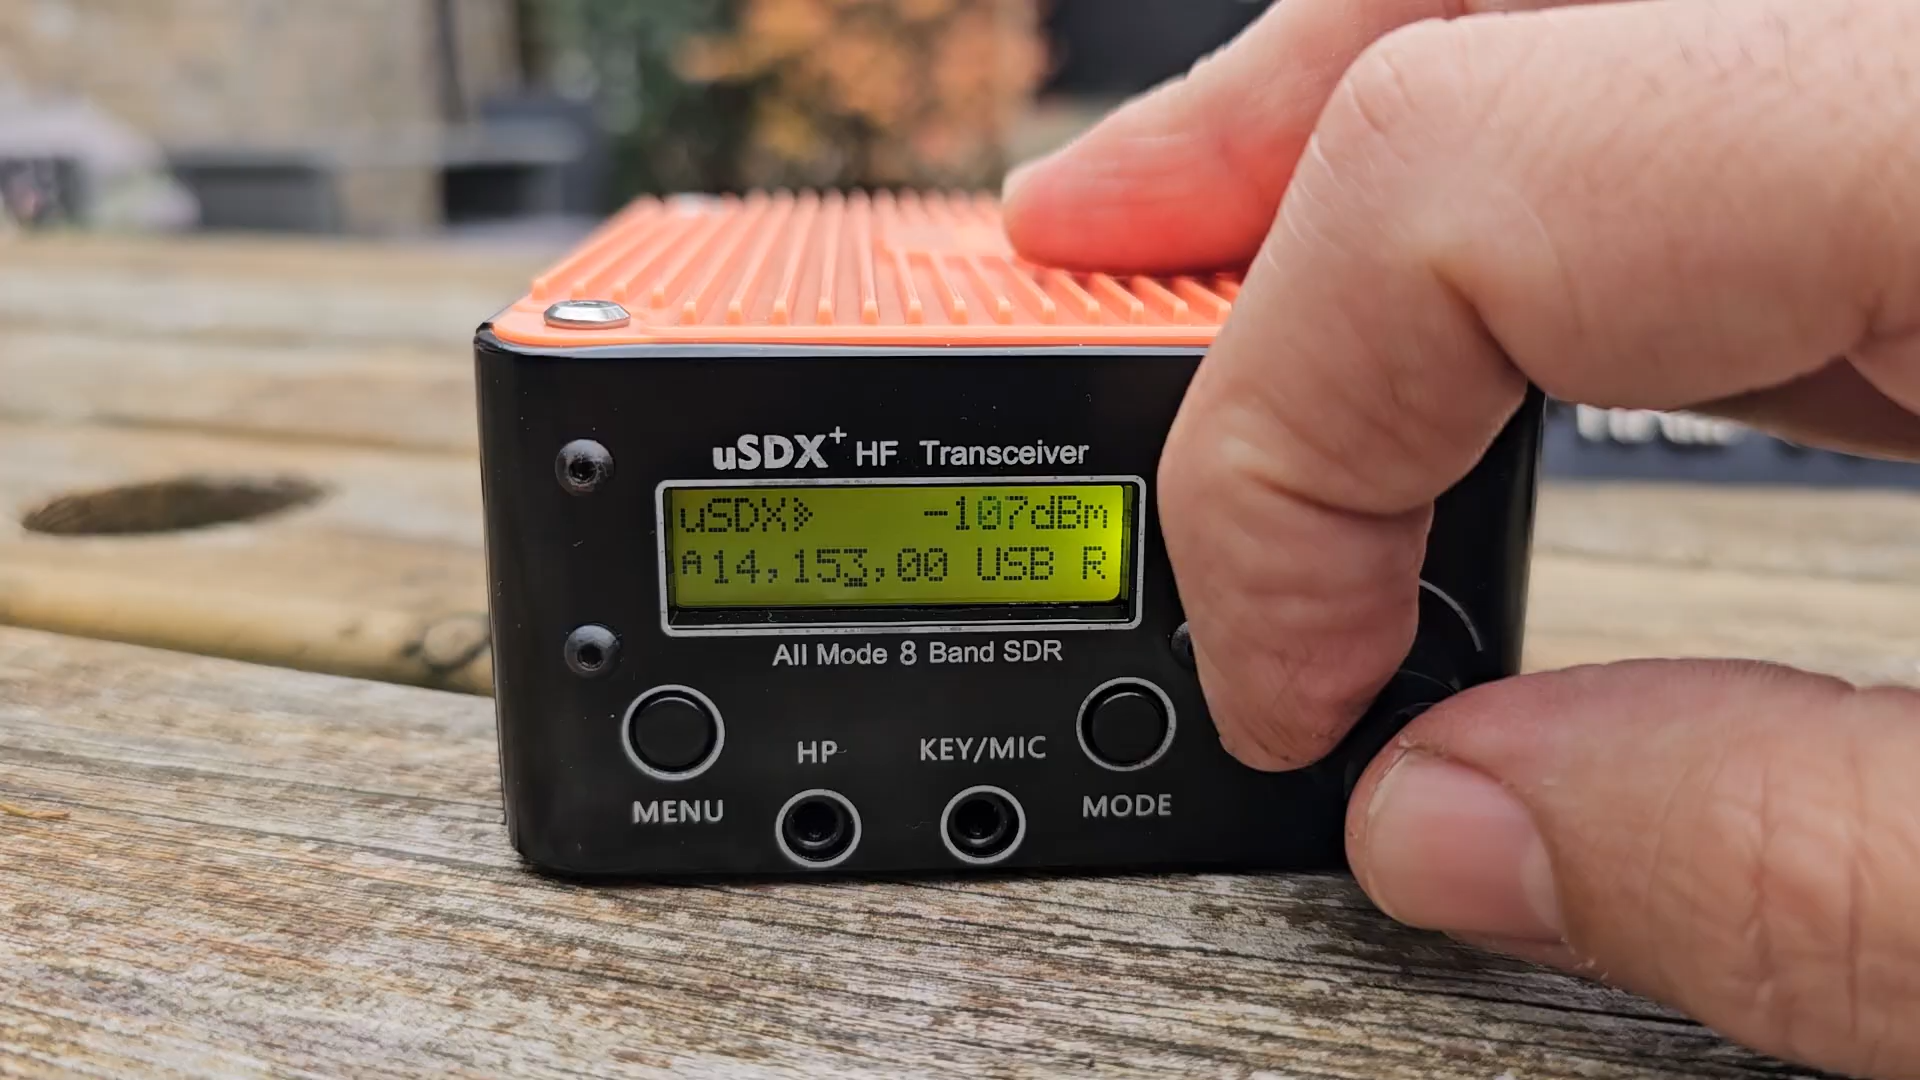 uSDX+ HF Transceiver
uSDX -107dBm
A14,153,00 USB R
All Mode 8 Band SDR
HP KEY/MIC
MENU MODE